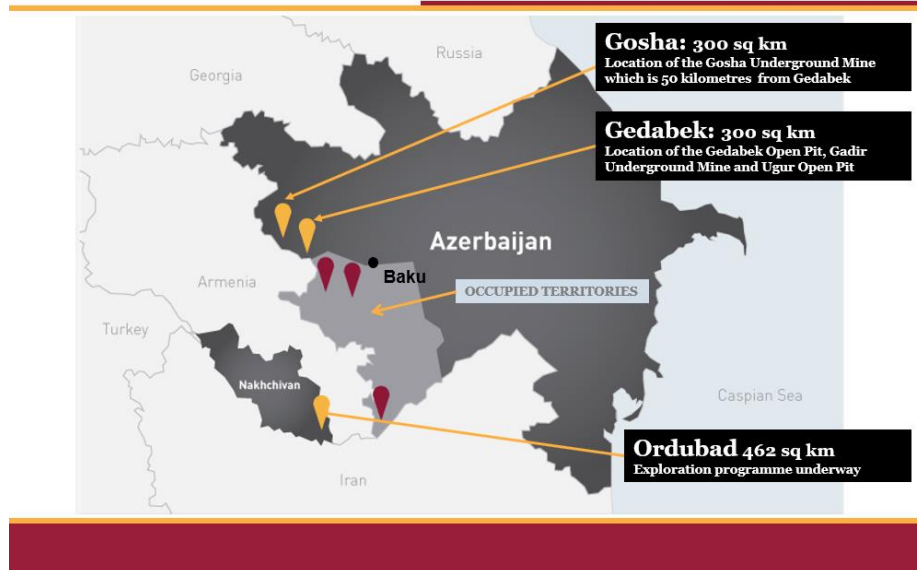 Gosha: 300 sq km
Location of the Gosha Underground Mine
which is 50 kilometres from Gedabek
Russia
Georgia
Gedabek: 300 sq km
Location of the Gedabek Open Pit, Gadir
Underground Mine and Ugur Open Pit
Azerbaijan
Baku
Armenia
OCCUPIED TERRITORIES
Turkey
Nakhchivan
Caspian Sea
Ordubad 462 sq km
Exploration programme underway
Iran